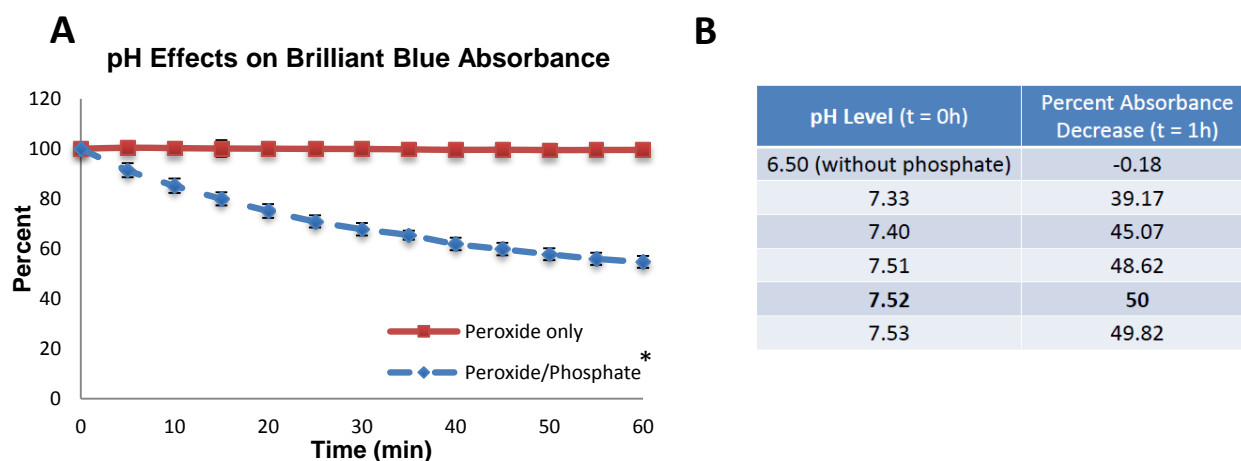 A
pH Effects on Brilliant Blue Absorbance
120
100
80
60
40
20
0
Percent
Peroxide only
Peroxide/Phosphate*
0 10 20 30 40 50 60
Time (min)
B
pH Level (t = 0h) Percent Absorbance Decrease (t = 1h)
6.50 (without phosphate) -0.18
7.33 39.17
7.40 45.07
7.51 48.62
7.52 50
7.53 49.82